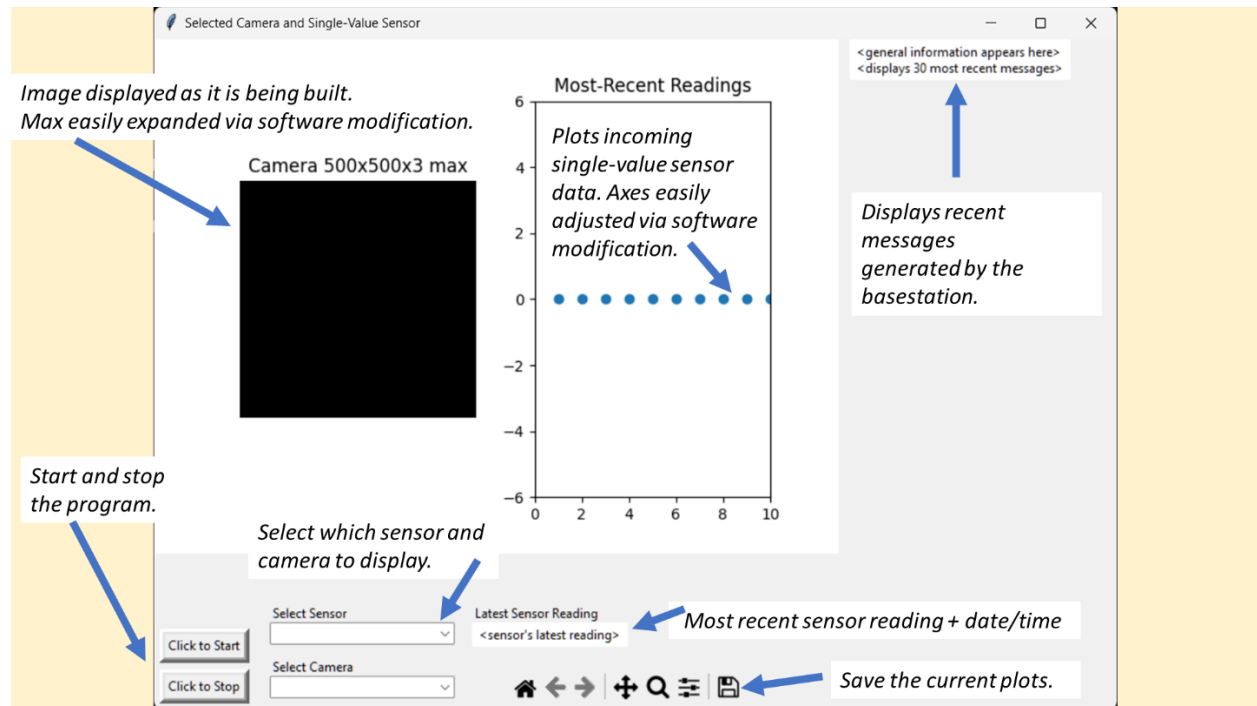 Selected Camera and Single-Value Sensor
<general information appears here>
<displays 30 most recent messages>
Image displayed as it is being built.
Max easily expanded via software modification.
Most-Recent Readings
Camera 500x500x3 max
Plots incoming
single-value sensor
data. Axes easily
adjusted via software
modification.
6
4
2
0
−2
−4
−6
0 2 4 6 8 10
Displays recent
messages
generated by the
basestation.
Start and stop
the program.
Select which sensor and
camera to display.
Select Sensor
Latest Sensor Reading
<sensor's latest reading>
Most recent sensor reading + date/time
Click to Start
Select Camera
Click to Stop
Save the current plots.